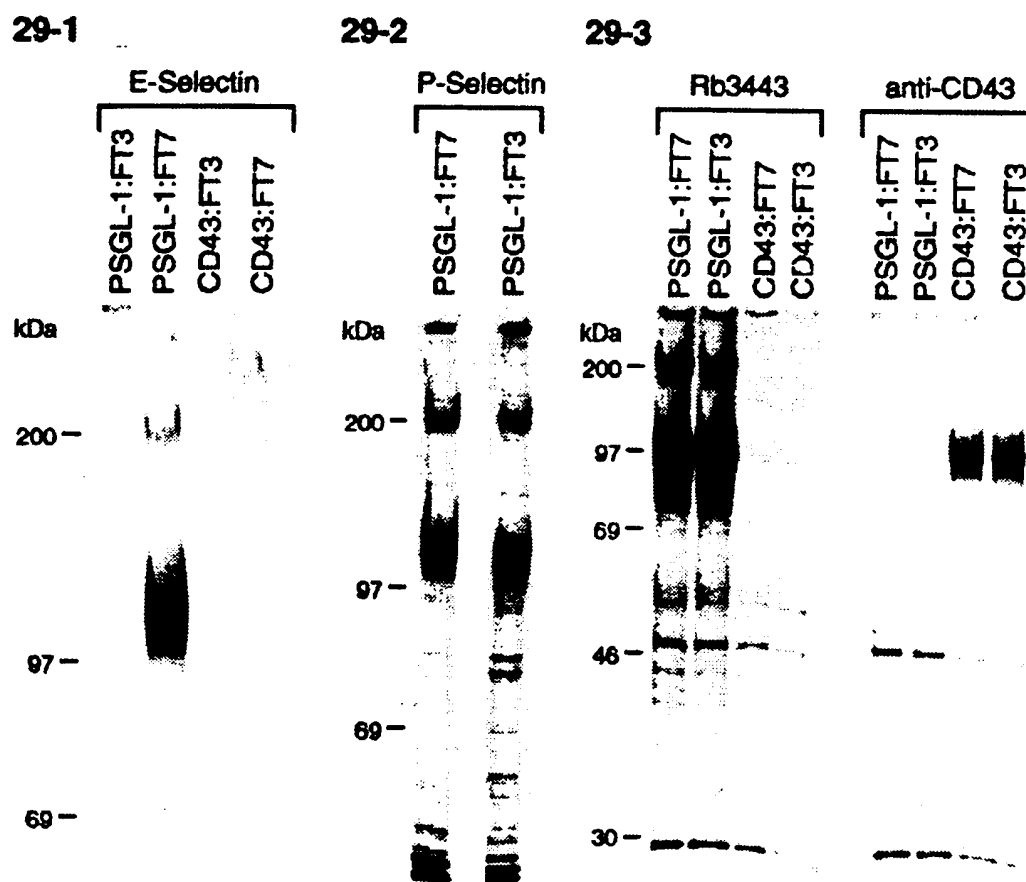 29-1
E-Selectin
PSGL-1:FT3
PSGL-1:FT7
CD43:FT3
CD43:FT7
kDa
200
97
69
29-2
P-Selectin
PSGL-1:FT7
PSGL-1:FT3
kDa
200
97
69
29-3
Rb3443
PSGL-1:FT7
PSGL-1:FT3
CD43:FT7
CD43:FT3
anti-CD43
PSGL-1:FT7
PSGL-1:FT3
CD43:FT7
CD43:FT3
kDa
200
97
69
46
30